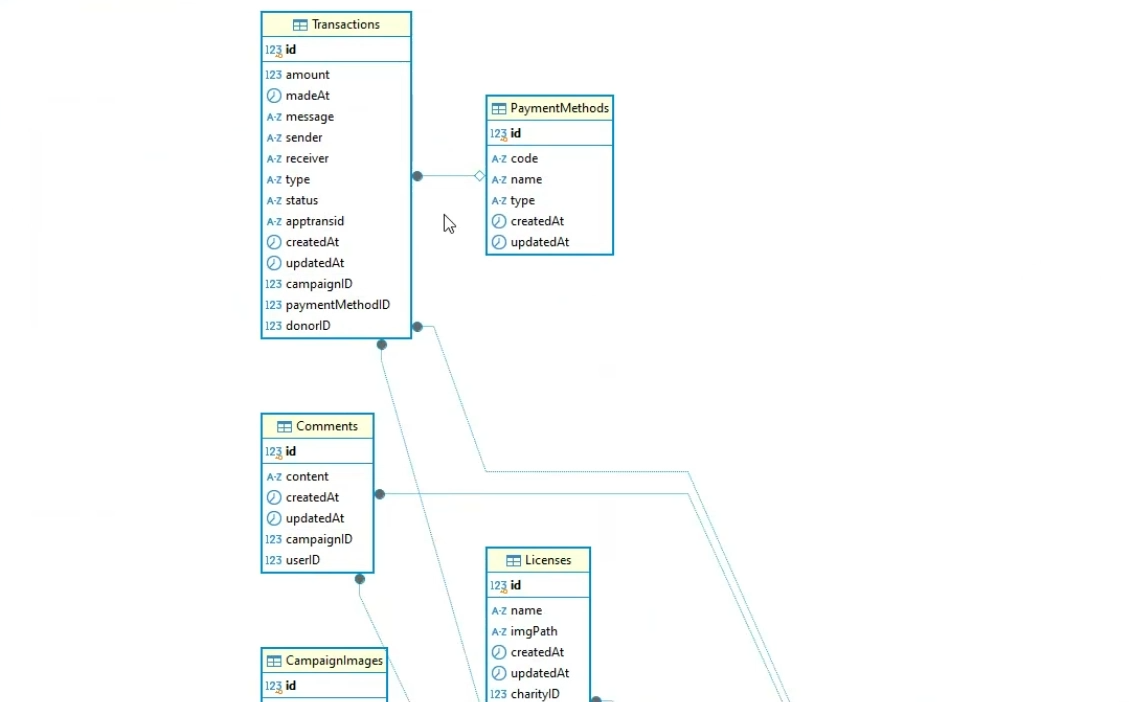 Transactions
123 id
123 amount
madeAt
A-Z message
A-Z sender
A-Z receiver
A-Z type
A-Z status
A-Z apptransid
createdAt
updatedAt
123 campaignID
123 paymentMethodID
123 donorID
PaymentMethods
123 id
A-Z code
A-Z name
A-Z type
createdAt
updatedAt
Comments
123 id
A-Z content
createdAt
updatedAt
123 campaignID
123 userID
Licenses
123 id
A-Z name
A-Z imgPath
createdAt
updatedAt
123 charityID
CampaignImages
123 id